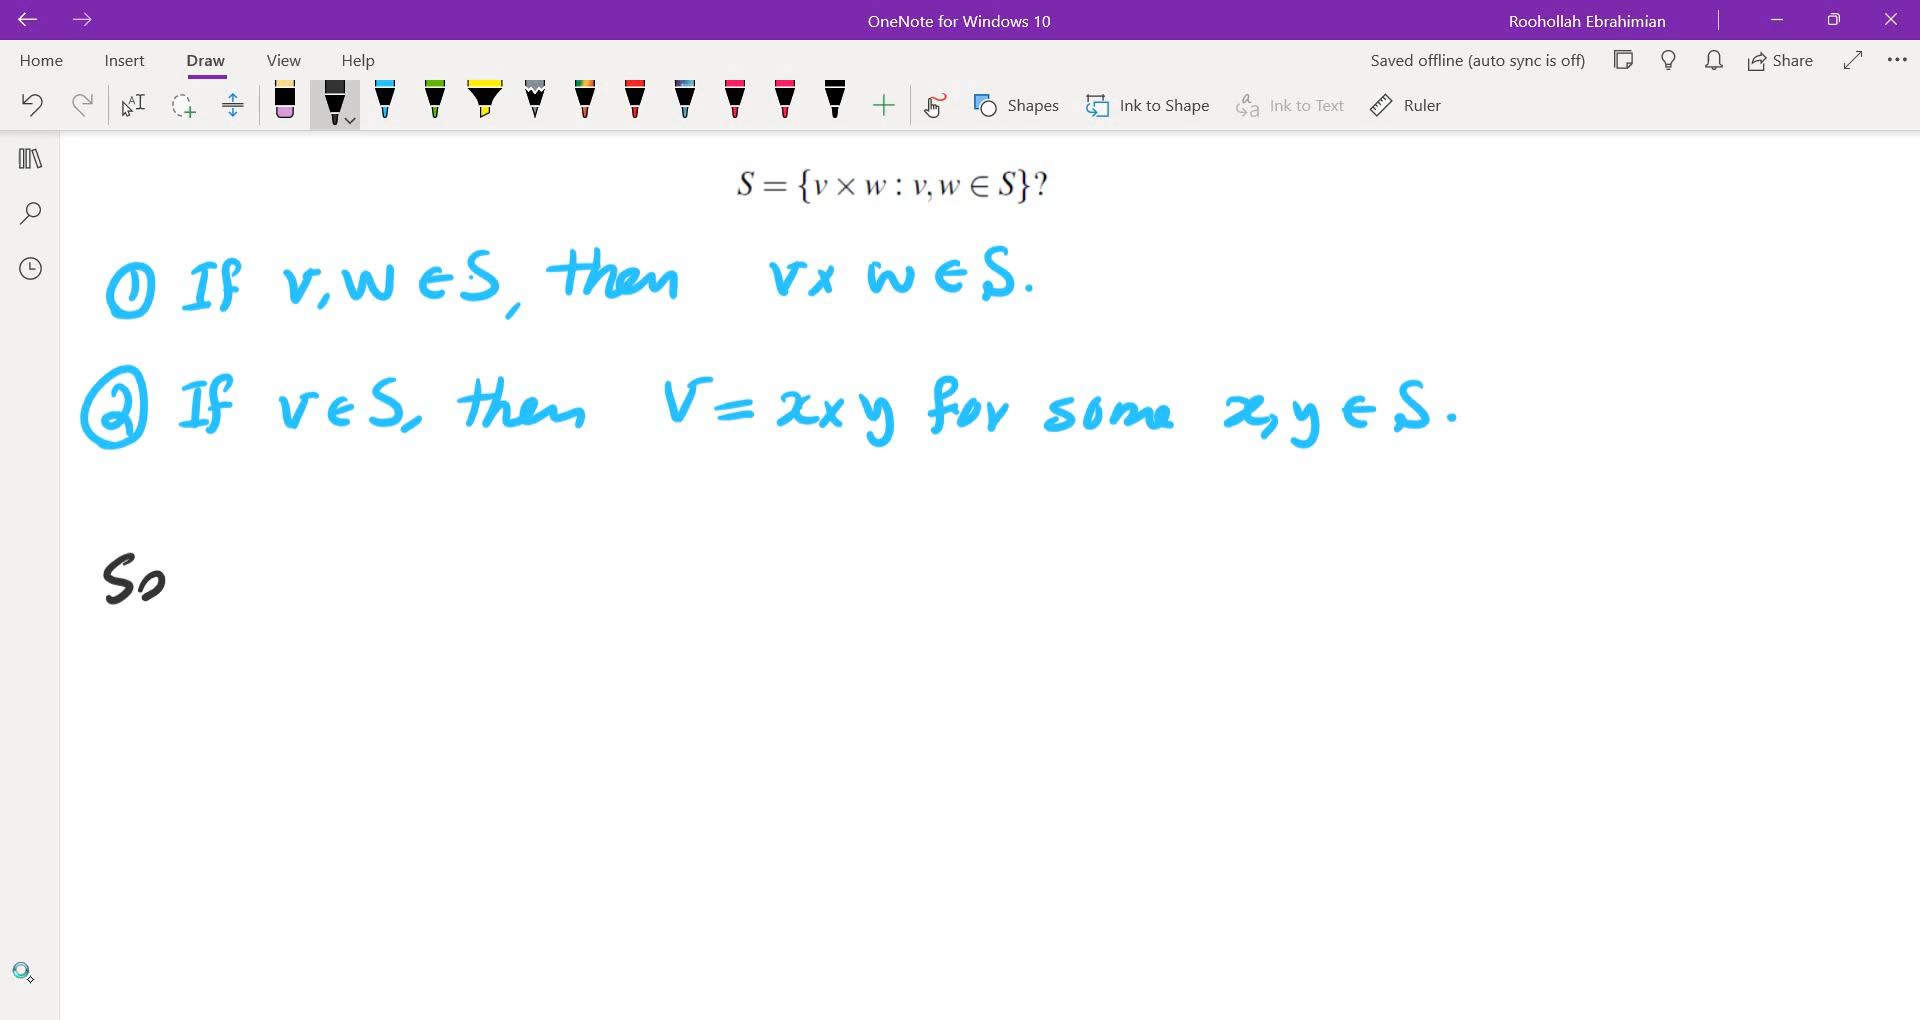 OneNote for Windows 10
Roohollah Ebrahimian
Home Insert Draw View Help
Saved offline (auto sync is off) Share
Shapes Ink to Shape Ink to Text Ruler
S = {v × w : v, w ∈ S}?
① If v, w ∈ S, then v × w ∈ S.
② If v ∈ S, then v = x × y for some x, y ∈ S.
So